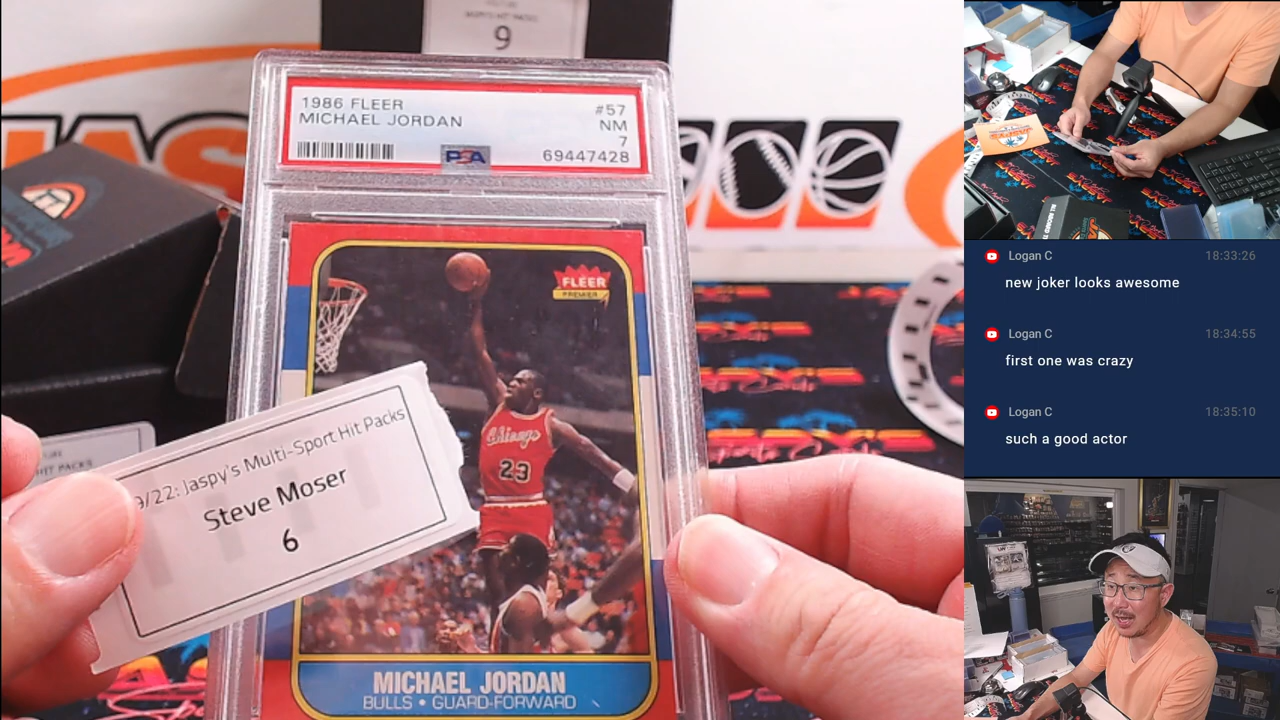 9
1986 FLEER
MICHAEL JORDAN
#57
NM
7
69447428
PSA
FLEER
PREMIER
Chicago
23
9/22: Jaspy's Multi-Sport Hit Packs
Steve Moser
6
MICHAEL JORDAN
BULLS • GUARD-FORWARD
HIT PACKS
Logan C 18:33:26
new joker looks awesome
Logan C 18:34:55
first one was crazy
Logan C 18:35:10
such a good actor